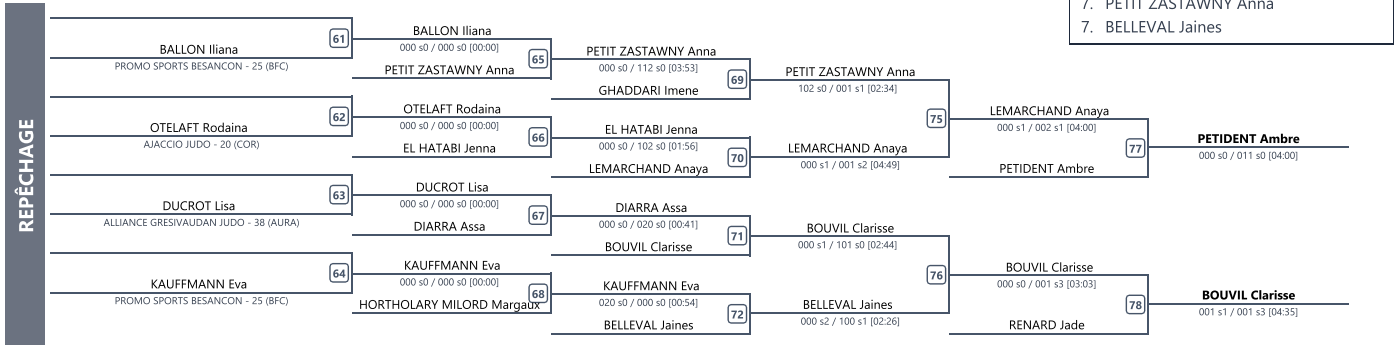 7. PETIT ZASTAWNY Anna
7. BELLEVAL Jaines
REPÊCHAGE
61
BALLON Iliana
PROMO SPORTS BESANCON - 25 (BFC)
62
OTELAFT Rodaina
AJACCIO JUDO - 20 (COR)
63
DUCROT Lisa
ALLIANCE GRESIVAUDAN JUDO - 38 (AURA)
64
KAUFFMANN Eva
PROMO SPORTS BESANCON - 25 (BFC)
BALLON Iliana
000 s0 / 000 s0 [00:00]
65
PETIT ZASTAWNY Anna
OTELAFT Rodaina
000 s0 / 000 s0 [00:00]
66
EL HATABI Jenna
DUCROT Lisa
000 s0 / 000 s0 [00:00]
67
DIARRA Assa
KAUFFMANN Eva
000 s0 / 000 s0 [00:00]
68
HORTHOLARY MILORD Margaux
PETIT ZASTAWNY Anna
000 s0 / 112 s0 [03:53]
69
GHADDARI Imene
EL HATABI Jenna
000 s0 / 102 s0 [01:56]
70
LEMARCHAND Anaya
DIARRA Assa
000 s0 / 020 s0 [00:41]
71
BOUVIL Clarisse
KAUFFMANN Eva
020 s0 / 000 s0 [00:54]
72
BELLEVAL Jaines
PETIT ZASTAWNY Anna
102 s0 / 001 s1 [02:34]
75
LEMARCHAND Anaya
000 s1 / 001 s2 [04:49]
BOUVIL Clarisse
000 s1 / 101 s0 [02:44]
76
BELLEVAL Jaines
000 s2 / 100 s1 [02:26]
LEMARCHAND Anaya
000 s1 / 002 s1 [04:00]
77
PETIDENT Ambre
BOUVIL Clarisse
000 s0 / 001 s3 [03:03]
78
RENARD Jade
PETIDENT Ambre
000 s0 / 011 s0 [04:00]
BOUVIL Clarisse
001 s1 / 001 s3 [04:35]